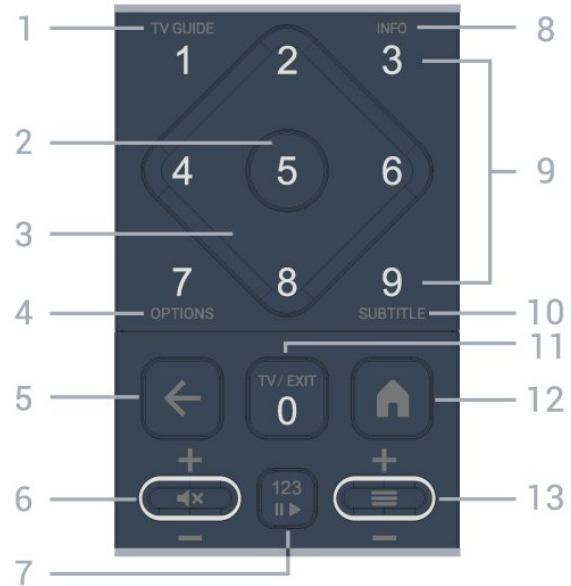 1 TV GUIDE INFO 8
1 2 3
2
4 5 6 9
3
7 8 9
4 OPTIONS SUBTITLE 10
11
5 TV / EXIT 12
0
+ +
6 123 13
− −
7